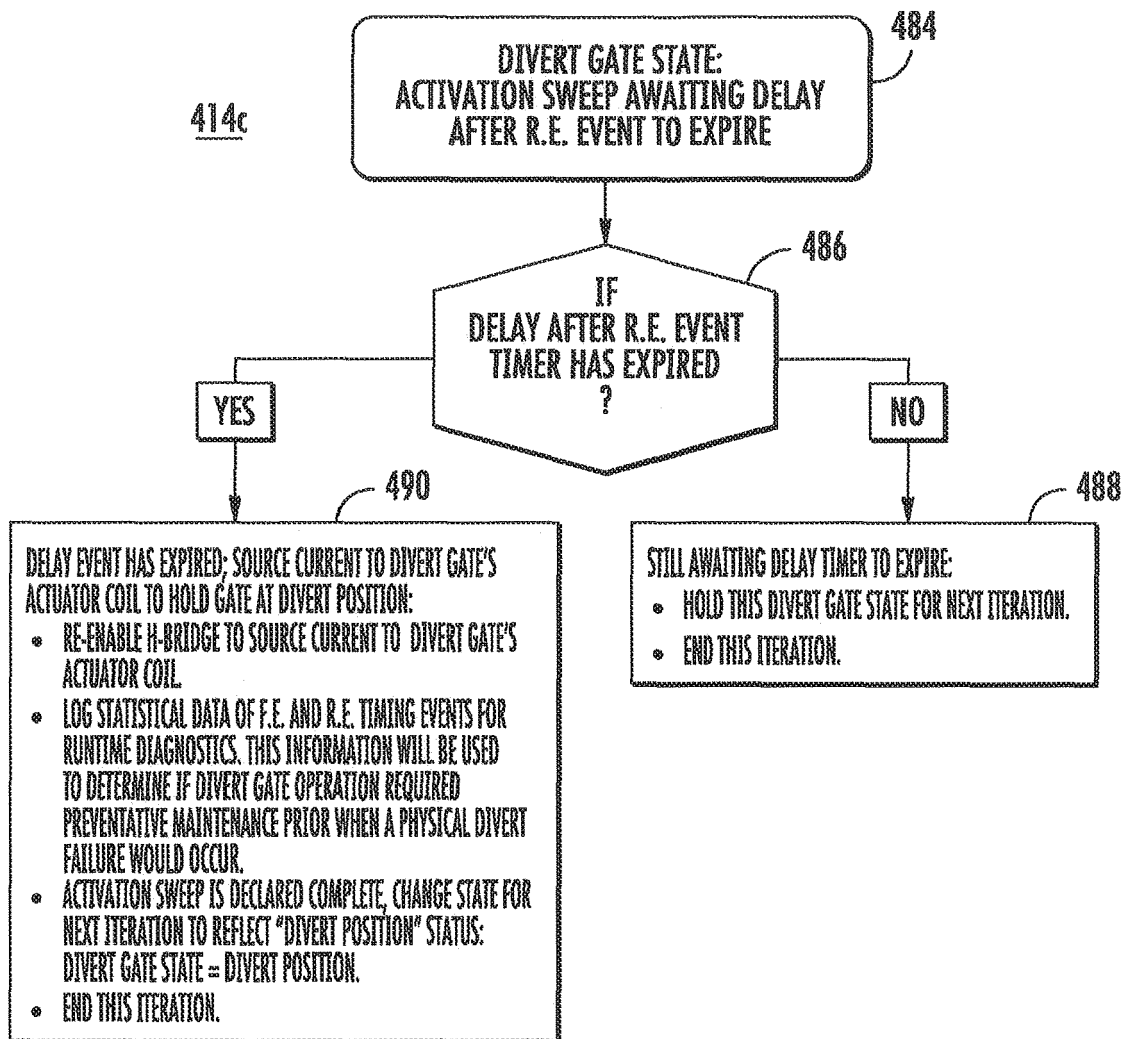 484
DIVERT GATE STATE:
ACTIVATION SWEEP AWAITING DELAY
AFTER R.E. EVENT TO EXPIRE
414c
486
IF
DELAY AFTER R.E. EVENT
TIMER HAS EXPIRED
?
YES
NO
490
DELAY EVENT HAS EXPIRED; SOURCE CURRENT TO DIVERT GATE'S
ACTUATOR COIL TO HOLD GATE AT DIVERT POSITION:
• RE-ENABLE H-BRIDGE TO SOURCE CURRENT TO DIVERT GATE'S
ACTUATOR COIL.
• LOG STATISTICAL DATA OF F.E. AND R.E. TIMING EVENTS FOR
RUNTIME DIAGNOSTICS. THIS INFORMATION WILL BE USED
TO DETERMINE IF DIVERT GATE OPERATION REQUIRED
PREVENTATIVE MAINTENANCE PRIOR WHEN A PHYSICAL DIVERT
FAILURE WOULD OCCUR.
• ACTIVATION SWEEP IS DECLARED COMPLETE, CHANGE STATE FOR
NEXT ITERATION TO REFLECT "DIVERT POSITION" STATUS:
DIVERT GATE STATE = DIVERT POSITION.
• END THIS ITERATION.
488
STILL AWAITING DELAY TIMER TO EXPIRE:
• HOLD THIS DIVERT GATE STATE FOR NEXT ITERATION.
• END THIS ITERATION.